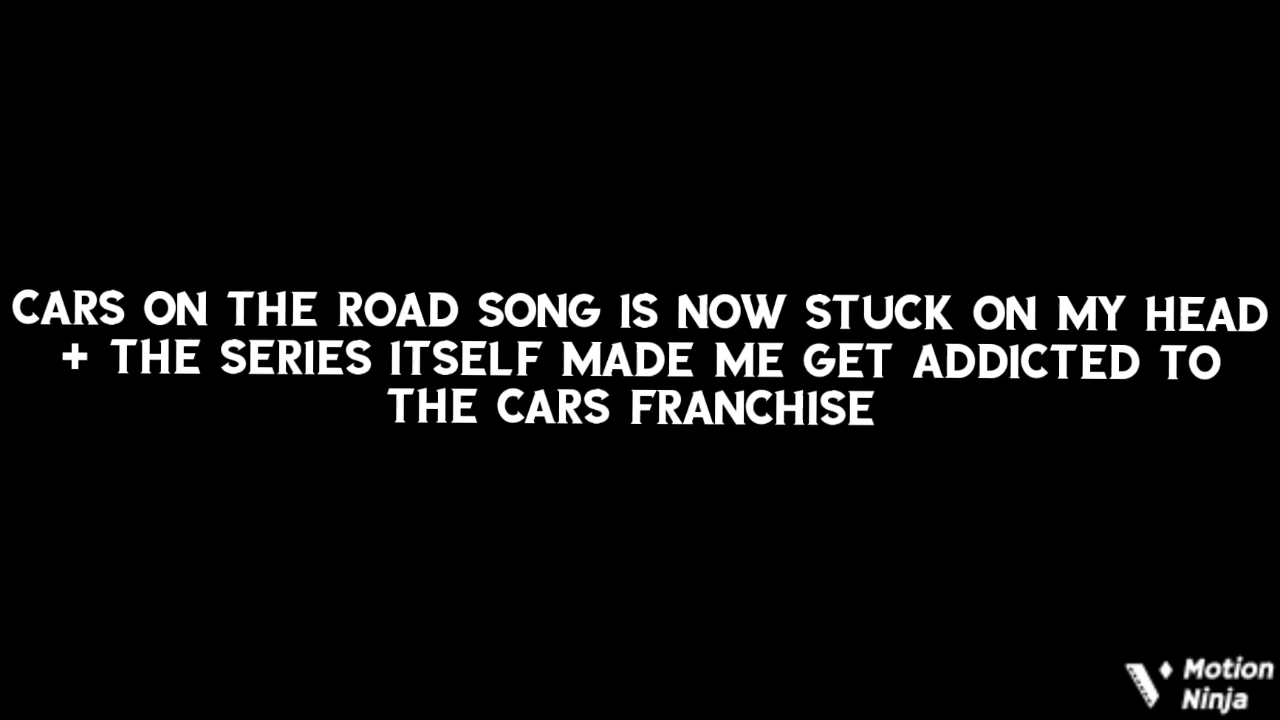 CARS ON THE ROAD SONG IS NOW STUCK ON MY HEAD
+ THE SERIES ITSELF MADE ME GET ADDICTED TO
THE CARS FRANCHISE
Motion
Ninja